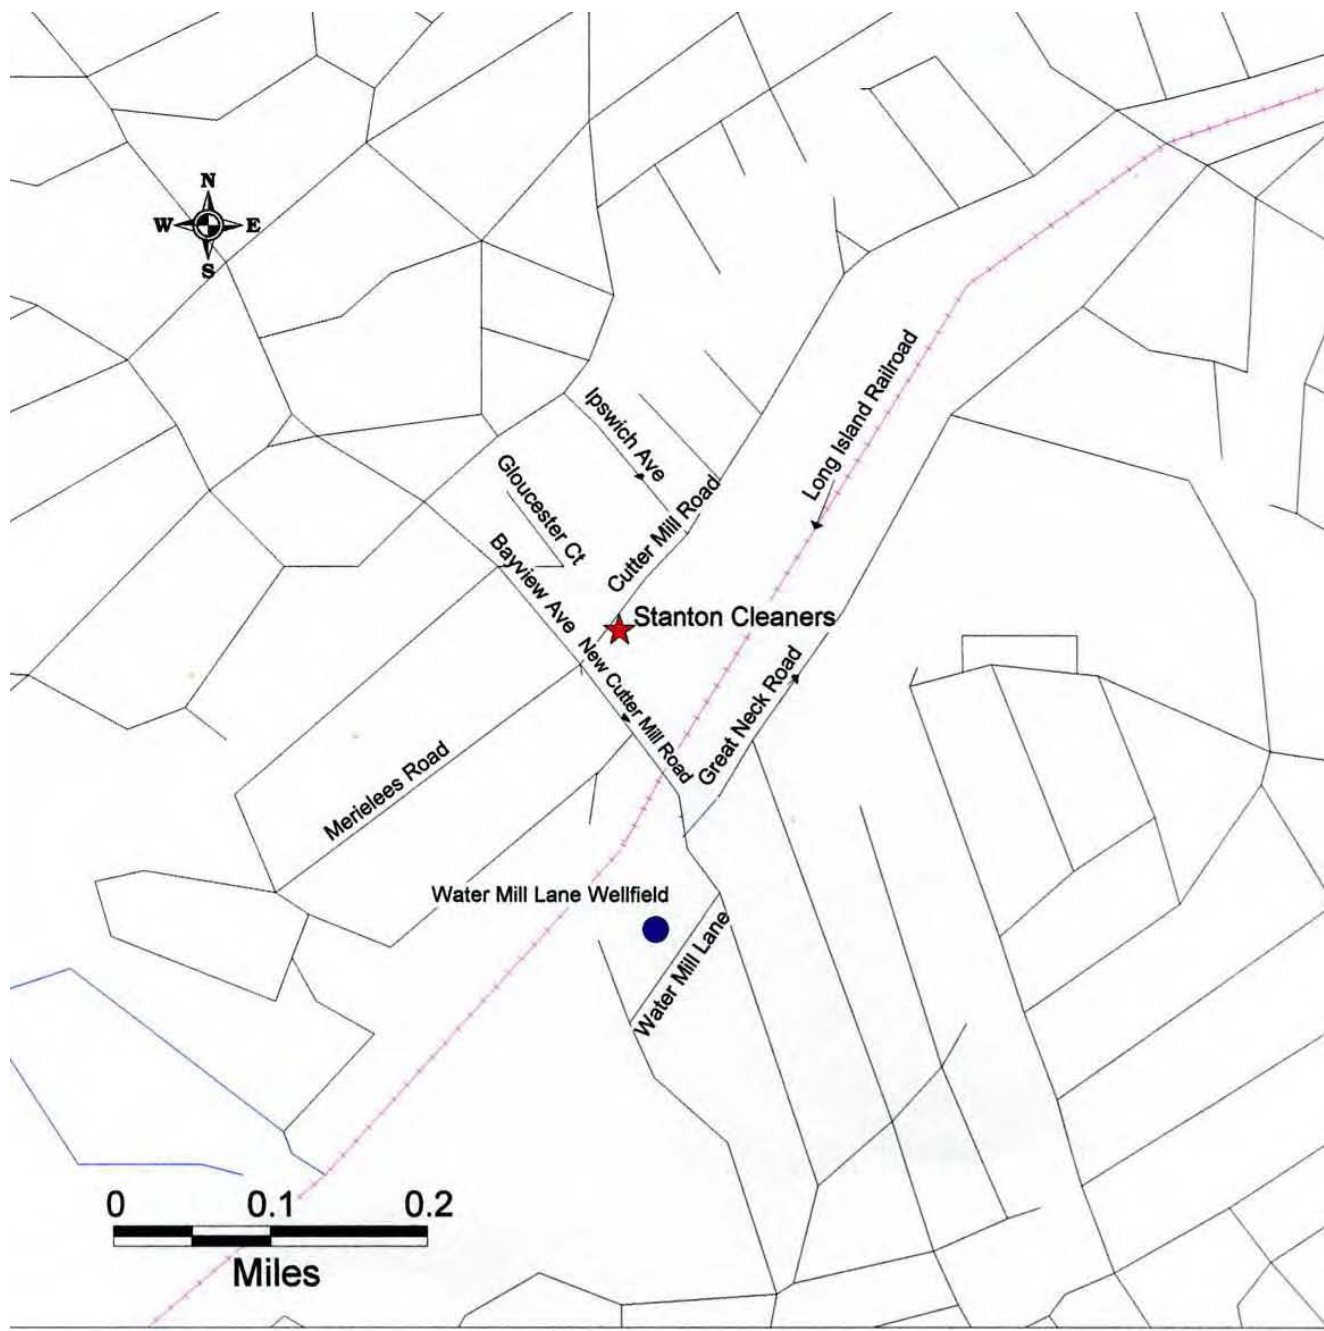 N
W E
S
Ipswich Ave
Long Island Railroad
Gloucester Ct
Cutter Mill Road
Bayview Ave
Stanton Cleaners
New Cutter Mill Road
Great Neck Road
Merielees Road
Water Mill Lane Wellfield
Water Mill Lane
0 0.1 0.2
Miles